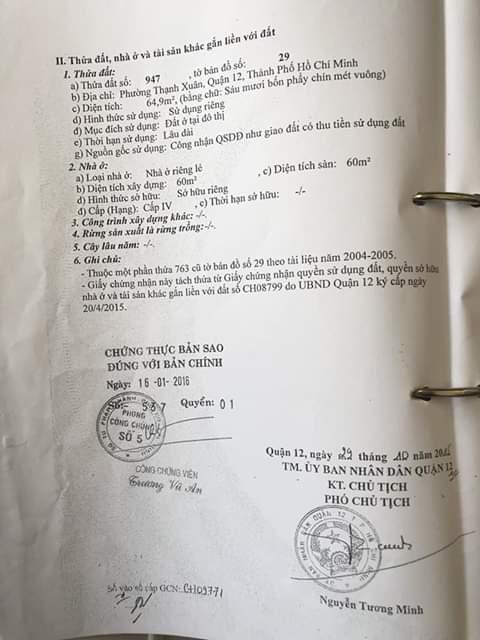 II. Thửa đất, nhà ở và tài sản khác gắn liền với đất
1. Thửa đất:
a) Thửa đất số: 947 , tờ bản đồ số: 29
b) Địa chỉ: Phường Thạnh Xuân, Quận 12, Thành Phố Hồ Chí Minh
c) Diện tích: 64,9m², (bằng chữ: Sáu mươi bốn phẩy chín mét vuông)
d) Hình thức sử dụng: Sử dụng riêng
đ) Mục đích sử dụng: Đất ở tại đô thị
e) Thời hạn sử dụng: Lâu dài
g) Nguồn gốc sử dụng: Công nhận QSDĐ như giao đất có thu tiền sử dụng đất
2. Nhà ở:
a) Loại nhà ở: Nhà ở riêng lẻ
b) Diện tích xây dựng: 60m² , c) Diện tích sàn: 60m²
d) Hình thức sở hữu: Sở hữu riêng
đ) Cấp (Hạng): Cấp IV , e) Thời hạn sở hữu: -/-
3. Công trình xây dựng khác: -/-.
4. Rừng sản xuất là rừng trồng:-/-.
5. Cây lâu năm: -/-.
6. Ghi chú:
- Thuộc một phần thửa 763 cũ tờ bản đồ số 29 theo tài liệu năm 2004-2005.
- Giấy chứng nhận này tách thửa từ Giấy chứng nhận quyền sử dụng đất, quyền sở hữu
nhà ở và tài sản khác gắn liền với đất số CH08799 do UBND Quận 12 ký cấp ngày
20/4/2015.
CHỨNG THỰC BẢN SAO
ĐÚNG VỚI BẢN CHÍNH
Ngày: 16-01-2016
Số:- 557 Quyển: 01
PHÒNG
CÔNG CHỨNG
SỐ 5
CÔNG CHỨNG VIÊN
Trương Vũ An
Quận 12, ngày 29 tháng 10 năm 2015
TM. ỦY BAN NHÂN DÂN QUẬN 12
KT. CHỦ TỊCH
PHÓ CHỦ TỊCH
Nguyễn Tương Minh
Số vào sổ cấp GCN: CH09771